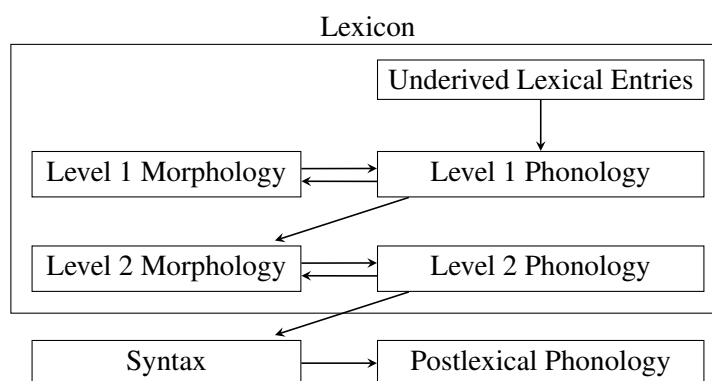 Lexicon
Underived Lexical Entries
Level 1 Morphology
Level 1 Phonology
Level 2 Morphology
Level 2 Phonology
Syntax
Postlexical Phonology